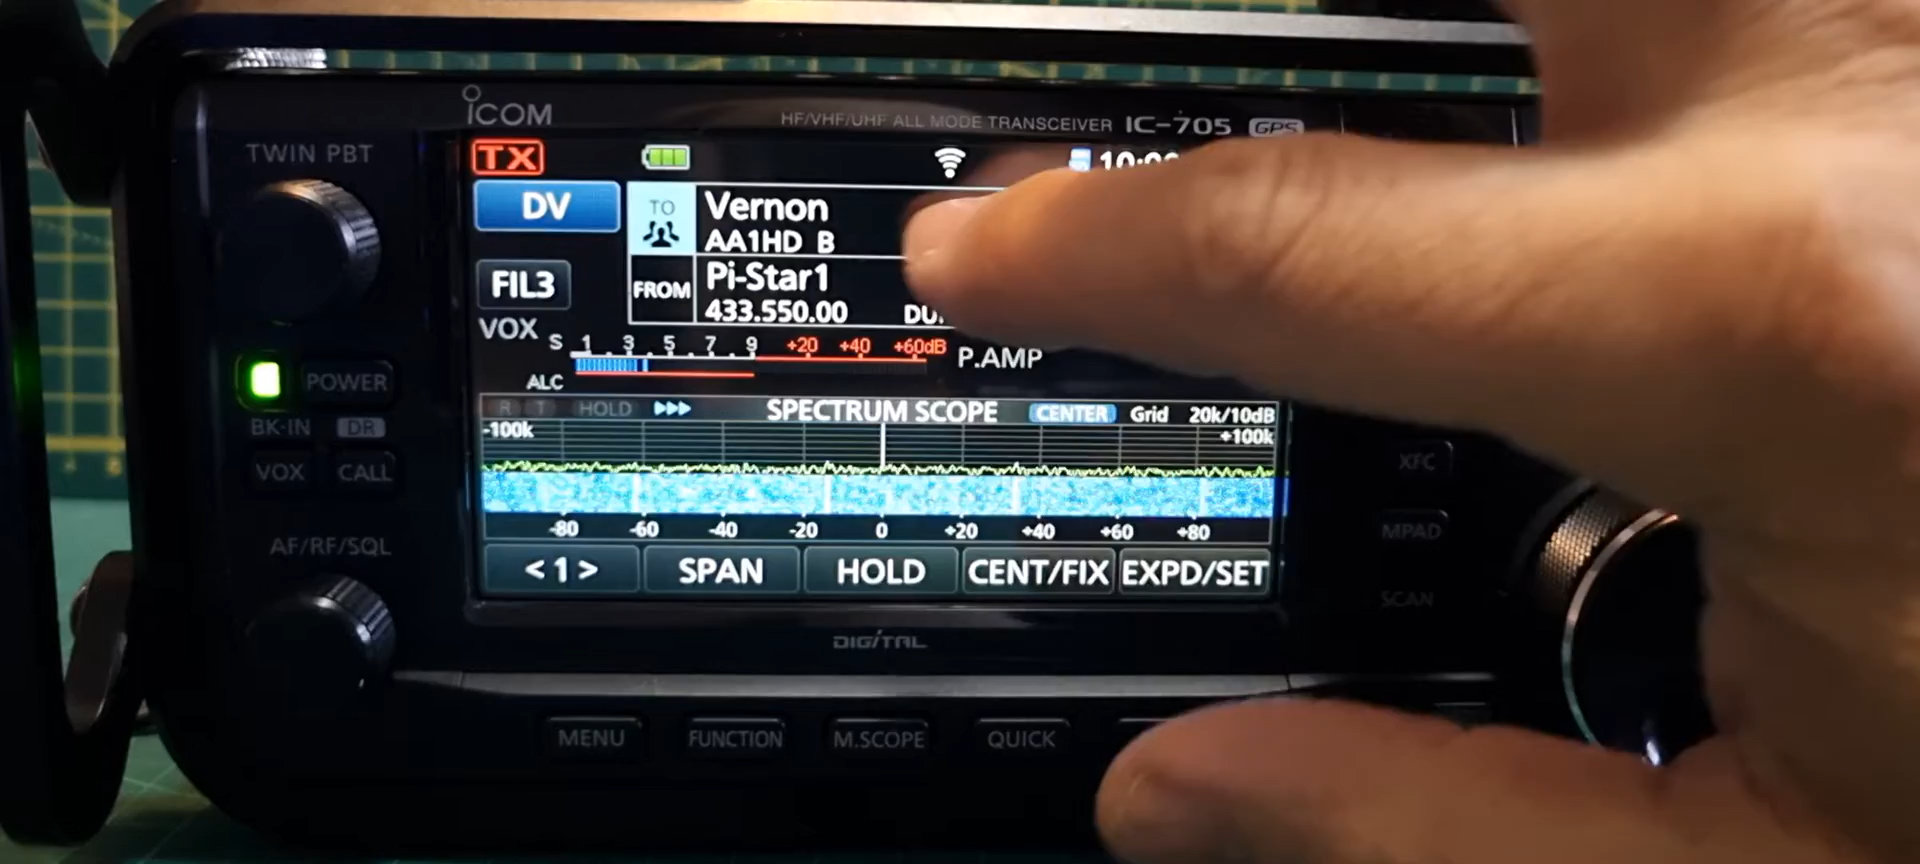 ICOM
HF/VHF/UHF ALL MODE TRANSCEIVER IC-705 GPS
TWIN PBT
TX
DV
TO
Vernon
AA1HD B
FIL3
FROM
Pi-Star1
433.550.00
VOX
S 1 . 3 . 5 . 7 . 9 +20 +40 +60dB
P.AMP
ALC
POWER
BK-IN DR
VOX CALL
AF/RF/SQL
R T HOLD
SPECTRUM SCOPE CENTER Grid 20k/10dB
-100k +100k
-80 -60 -40 -20 0 +20 +40 +60 +80
<1> SPAN HOLD CENT/FIX EXPD/SET
XFC
MPAD
SCAN
DIGITAL
MENU FUNCTION M.SCOPE QUICK